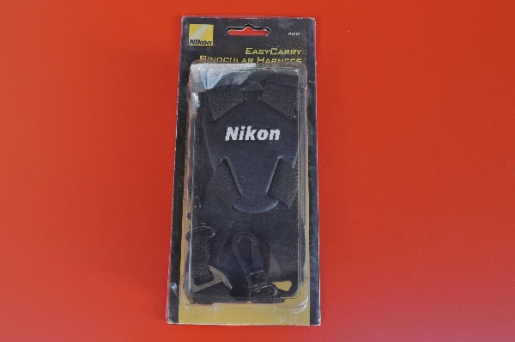 Nikon
EasyCarry
Binocular Harness
Nikon